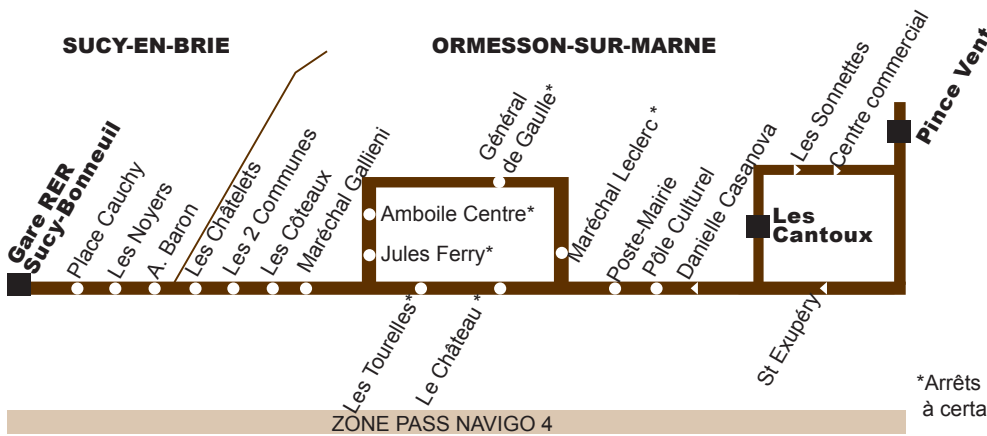 SUCY-EN-BRIE
ORMESSON-SUR-MARNE
Gare RER
Sucy-Bonneuil
Place Cauchy
Les Noyers
A. Baron
Les Châtelets
Les 2 Communes
Les Côteaux
Maréchal Gallieni
Amboile Centre*
Jules Ferry*
Général
de Gaulle*
Les Tourelles*
Le Château *
Maréchal Leclerc *
Poste-Mairie
Pôle Culturel
Danielle Casanova
Les
Cantoux
Les Sonnettes
Centre commercial
Pince Vent
St Exupéry
*Arrêts
à certa
ZONE PASS NAVIGO 4